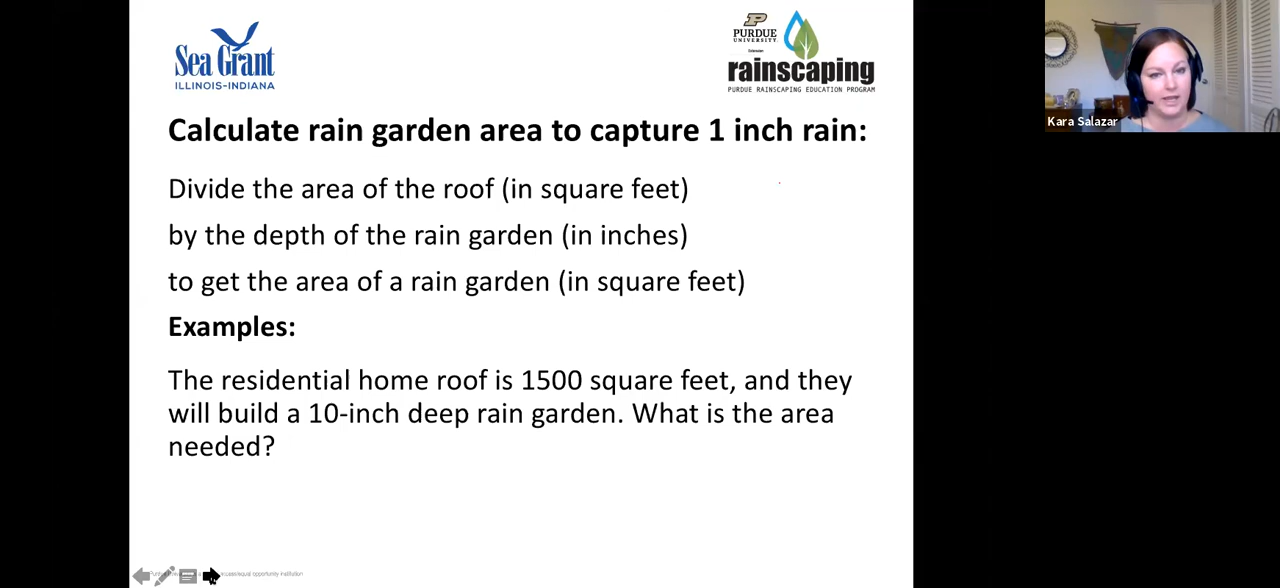 Sea Grant
ILLINOIS-INDIANA
PURDUE
UNIVERSITY
Extension
rainscaping
PURDUE RAINSCAPING EDUCATION PROGRAM
Kara Salazar
Calculate rain garden area to capture 1 inch rain:
Divide the area of the roof (in square feet)
by the depth of the rain garden (in inches)
to get the area of a rain garden (in square feet)
Examples:
The residential home roof is 1500 square feet, and they
will build a 10-inch deep rain garden. What is the area
needed?
opportunity institution